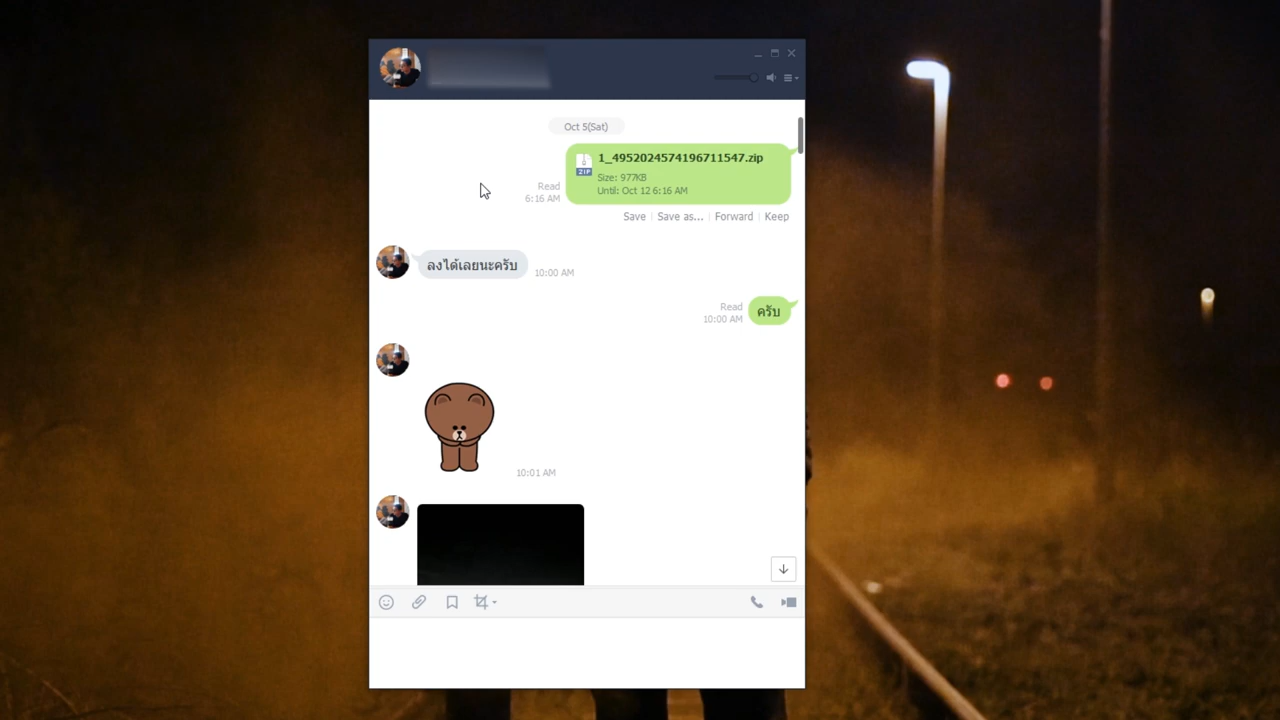 Oct 5(Sat)
1_4952024574196711547.zip
ZIP
Size: 977KB
Until: Oct 12 6:16 AM
Read
6:16 AM
Save | Save as... | Forward | Keep
ลงได้เลยนะครับ
10:00 AM
Read
10:00 AM
ครับ
10:01 AM